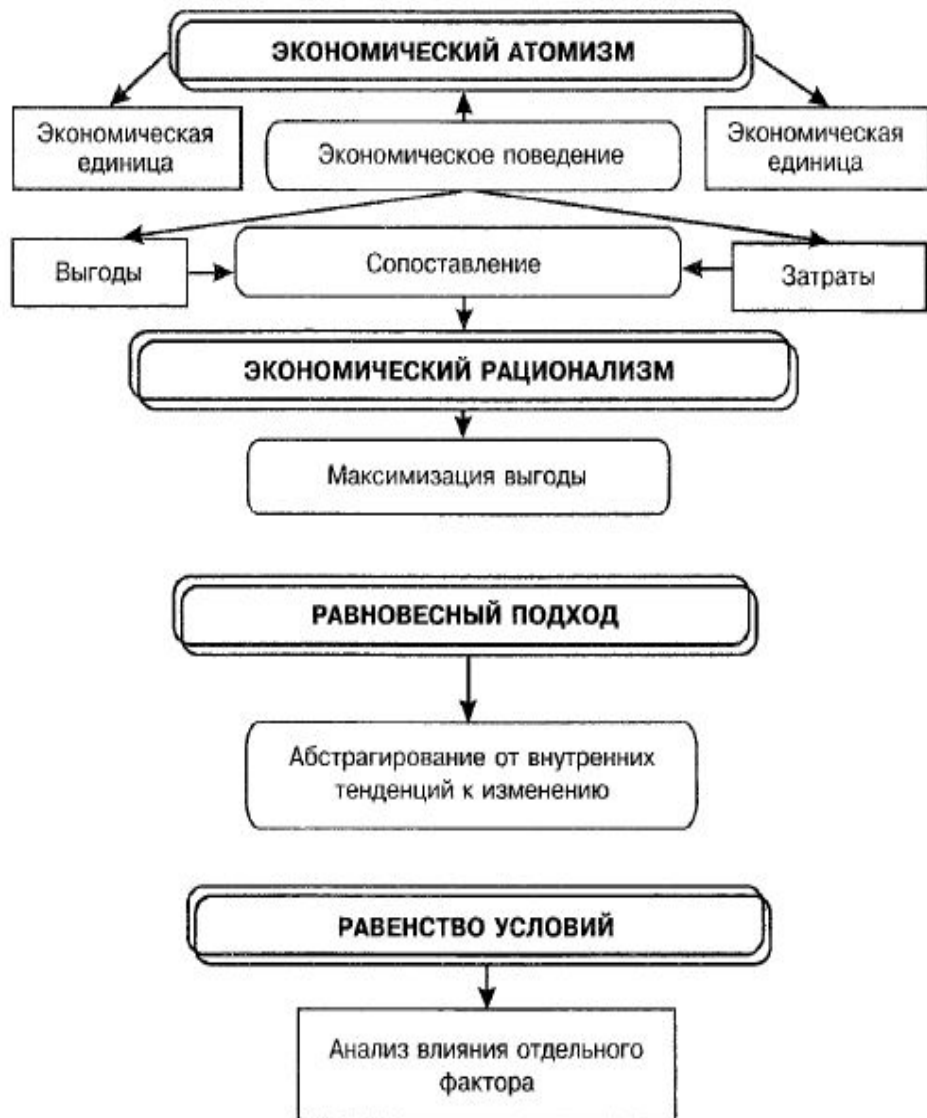 ЭКОНОМИЧЕСКИЙ АТОМИЗМ
Экономическая
единица
Экономическое поведение
Экономическая
единица
Выгоды
Сопоставление
Затраты
ЭКОНОМИЧЕСКИЙ РАЦИОНАЛИЗМ
Максимизация выгоды
РАВНОВЕСНЫЙ ПОДХОД
Абстрагирование от внутренних
тенденций к изменению
РАВЕНСТВО УСЛОВИЙ
Анализ влияния отдельного
фактора